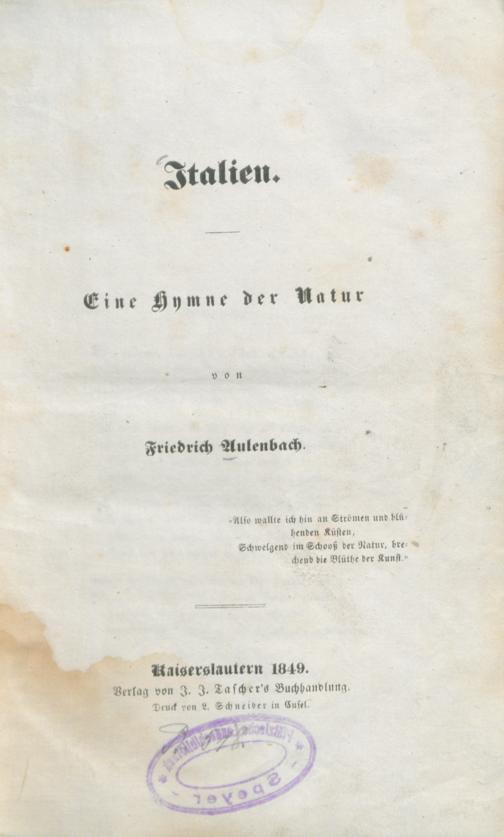 Italien.
Eine Hymne der Natur
von
Friedrich Aulenbach.
„Also wallte ich hin an Strömen und blü-
henden Küsten,
Schwelgend im Schooß der Natur, bre-
chend die Blüthe der Kunst.“
Kaiserslautern 1849.
Verlag von J. J. Tascher's Buchhandlung.
Druck von L. Schneider in Cusel.
Speyer